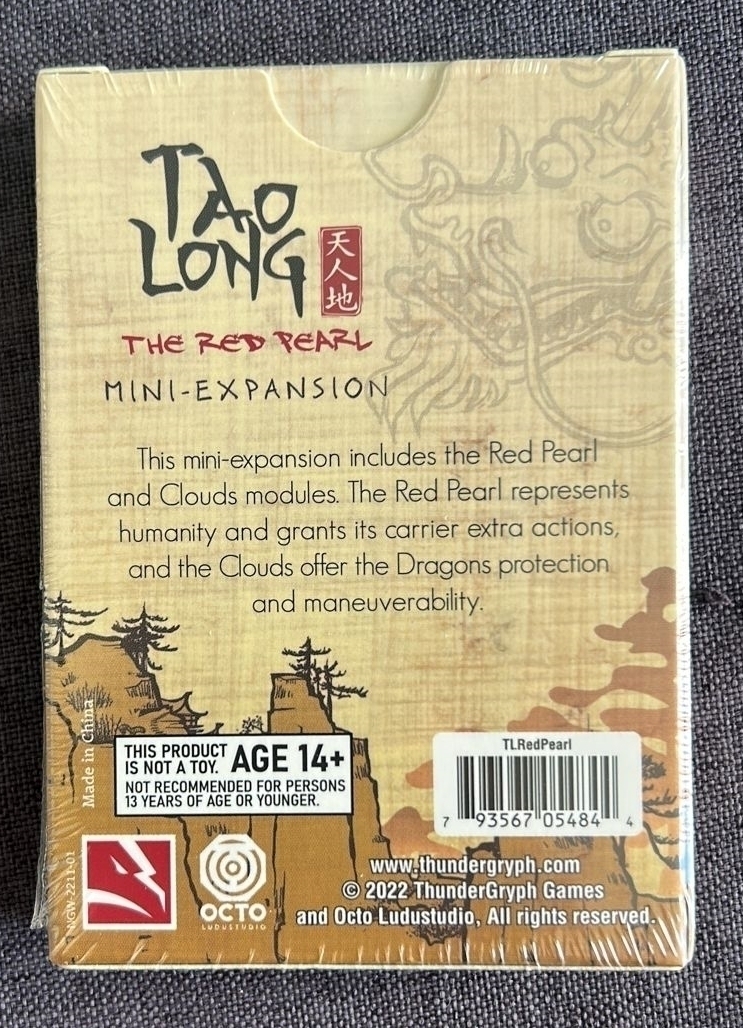 TAO
LONG
天人地
THE RED PEARL
MINI-EXPANSION
This mini-expansion includes the Red Pearl
and Clouds modules. The Red Pearl represents
humanity and grants its carrier extra actions,
and the Clouds offer the Dragons protection
and maneuverability.
Made in China
THIS PRODUCT
IS NOT A TOY. AGE 14+
NOT RECOMMENDED FOR PERSONS
13 YEARS OF AGE OR YOUNGER.
TLRedPearl
7 93567 05484 4
NGW-2211-01
OCTO
LUDUSTUDIO
www.thundergryph.com
© 2022 ThunderGryph Games
and Octo Ludustudio, All rights reserved.